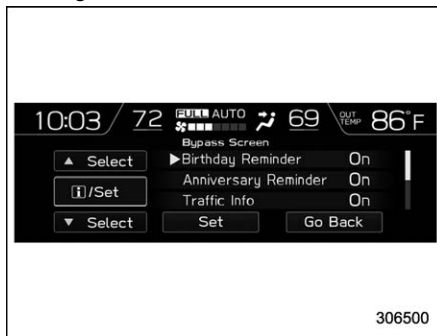 10:03 72 FULL AUTO 69 OUT TEMP 86°F
Bypass Screen
▲ Select ▶Birthday Reminder On
i/Set Anniversary Reminder On
Traffic Info On
▼ Select Set Go Back
306500